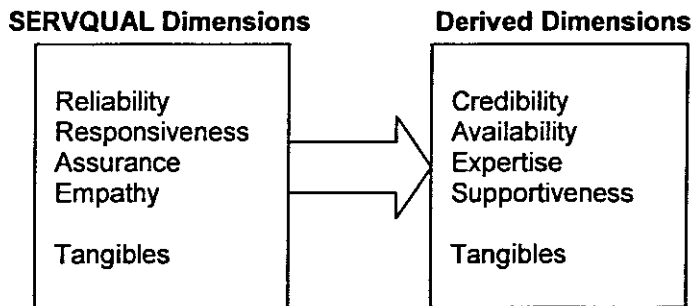 SERVQUAL Dimensions
Reliability
Responsiveness
Assurance
Empathy
Tangibles
Derived Dimensions
Credibility
Availability
Expertise
Supportiveness
Tangibles